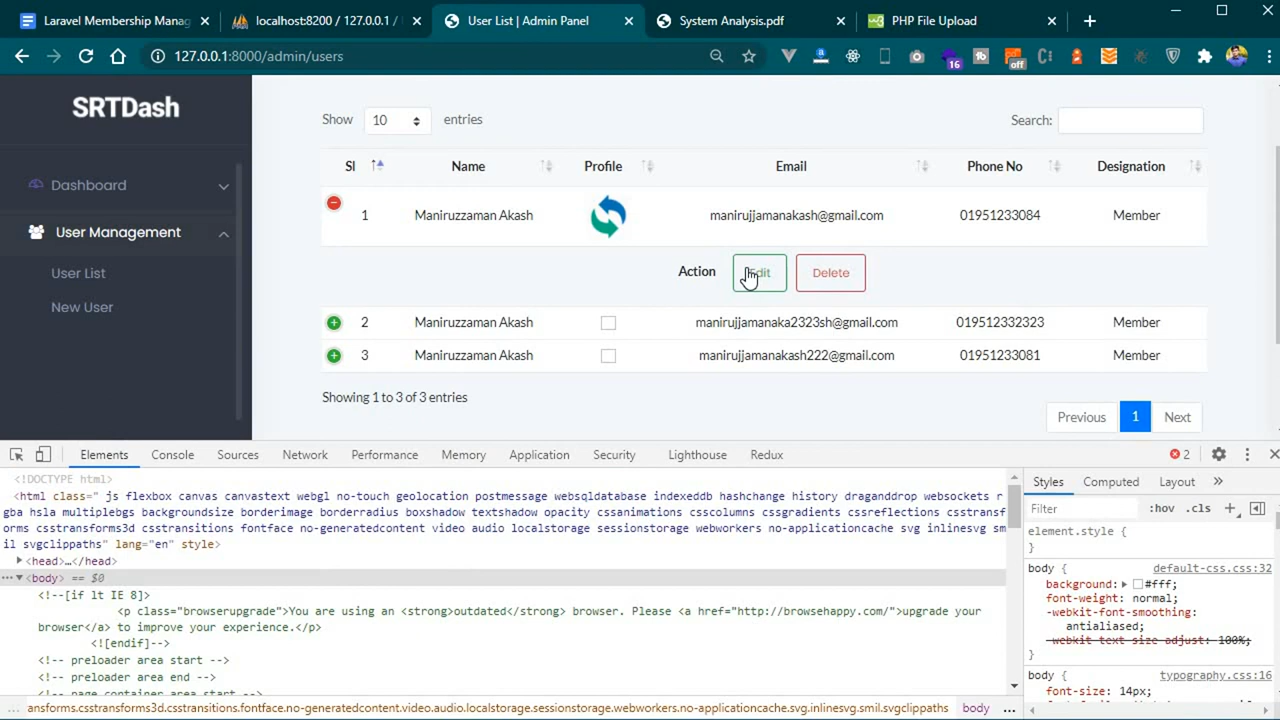 Laravel Membership Manag
localhost:8200 / 127.0.0.1 /
User List | Admin Panel
System Analysis.pdf
PHP File Upload
127.0.0.1:8000/admin/users
16
off
SRTDash
Dashboard
User Management
User List
New User
Show 10 entries
Search:
Sl Name Profile Email Phone No Designation
1 Maniruzzaman Akash manirujjamanakash@gmail.com 01951233084 Member
Action Edit Delete
2 Maniruzzaman Akash manirujjamanaka2323sh@gmail.com 019512332323 Member
3 Maniruzzaman Akash manirujjamanakash222@gmail.com 01951233081 Member
Showing 1 to 3 of 3 entries
Previous 1 Next
Elements Console Sources Network Performance Memory Application Security Lighthouse Redux 2
<!DOCTYPE html>
<html class=" js flexbox canvas canvastext webgl no-touch geolocation postmessage websqldatabase indexeddb hashchange history draganddrop websockets r
gba hsla multiplebgs backgroundsize borderimage borderradius boxshadow textshadow opacity cssanimations csscolumns cssgradients cssreflections csstransf
orms csstransforms3d csstransitions fontface no-generatedcontent video audio localstorage sessionstorage webworkers no-applicationcache svg inlinesvg sm
il svgclippaths" lang="en" style>
<head>…</head>
<body> == $0
<!--[if lt IE 8]>
<p class="browserupgrade">You are using an <strong>outdated</strong> browser. Please <a href="http://browsehappy.com/">upgrade your
browser</a> to improve your experience.</p>
<![endif]-->
<!-- preloader area start -->
<!-- preloader area end -->
<!-- page container area start -->
... ansforms.csstransforms3d.csstransitions.fontface.no-generatedcontent.video.audio.localstorage.sessionstorage.webworkers.no-applicationcache.svg.inlinesvg.smil.svgclippaths body ...
Styles Computed Layout
Filter :hov .cls +
element.style {
}
body { default-css.css:32
background: #fff;
font-weight: normal;
-webkit-font-smoothing:
antialiased;
-webkit-text-size-adjust: 100%;
}
body { typography.css:16
font-size: 14px;